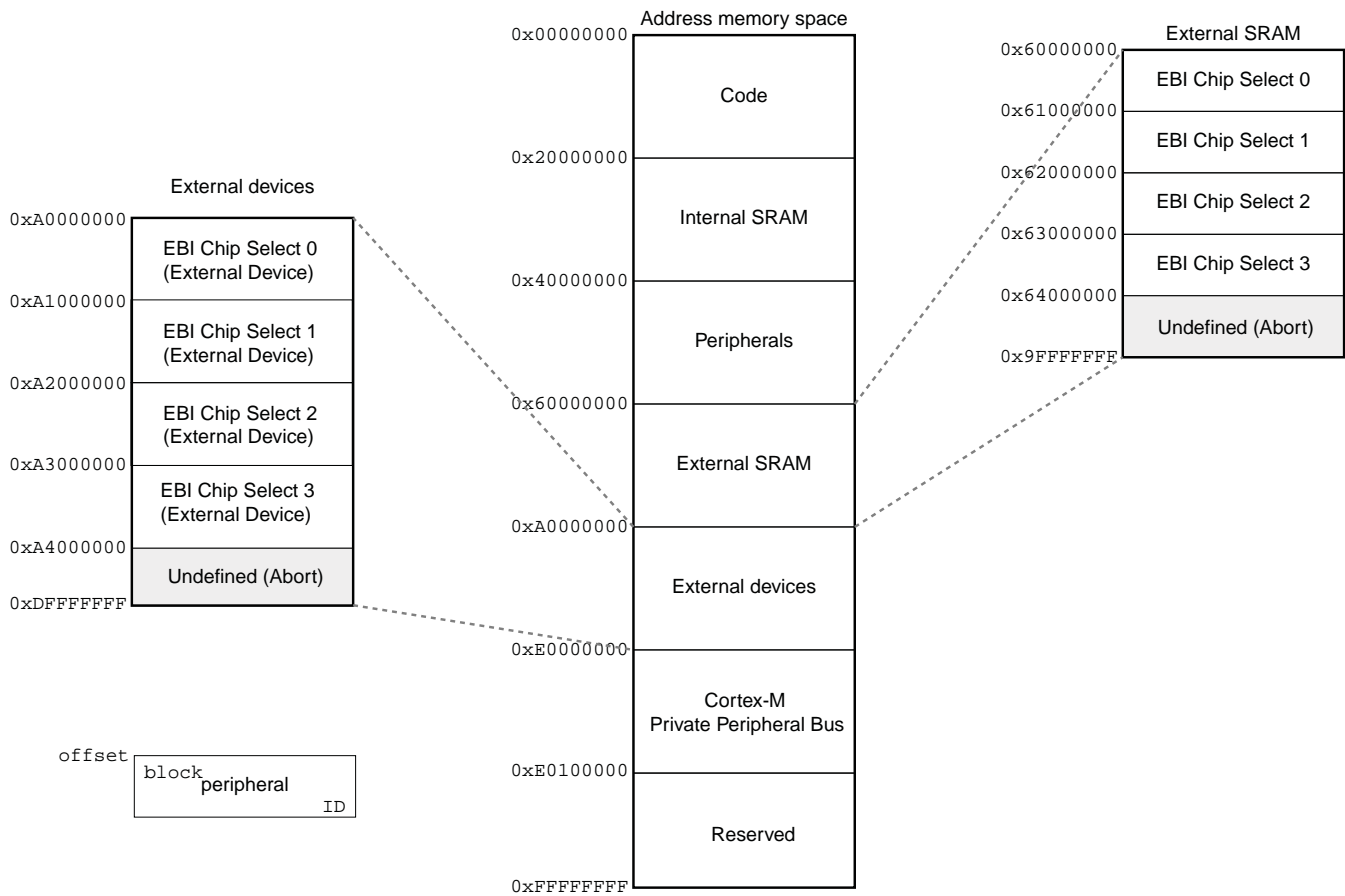 Address memory space
0x00000000
Code
0x20000000
Internal SRAM
0x40000000
Peripherals
0x60000000
External SRAM
0xA0000000
External devices
0xE0000000
Cortex-M
Private Peripheral Bus
0xE0100000
Reserved
0xFFFFFFFF
External devices
0xA0000000
EBI Chip Select 0
(External Device)
0xA1000000
EBI Chip Select 1
(External Device)
0xA2000000
EBI Chip Select 2
(External Device)
0xA3000000
EBI Chip Select 3
(External Device)
0xA4000000
Undefined (Abort)
0xDFFFFFFF
External SRAM
0x60000000
EBI Chip Select 0
0x61000000
EBI Chip Select 1
0x62000000
EBI Chip Select 2
0x63000000
EBI Chip Select 3
0x64000000
Undefined (Abort)
0x9FFFFFFF
offset
block
peripheral
ID